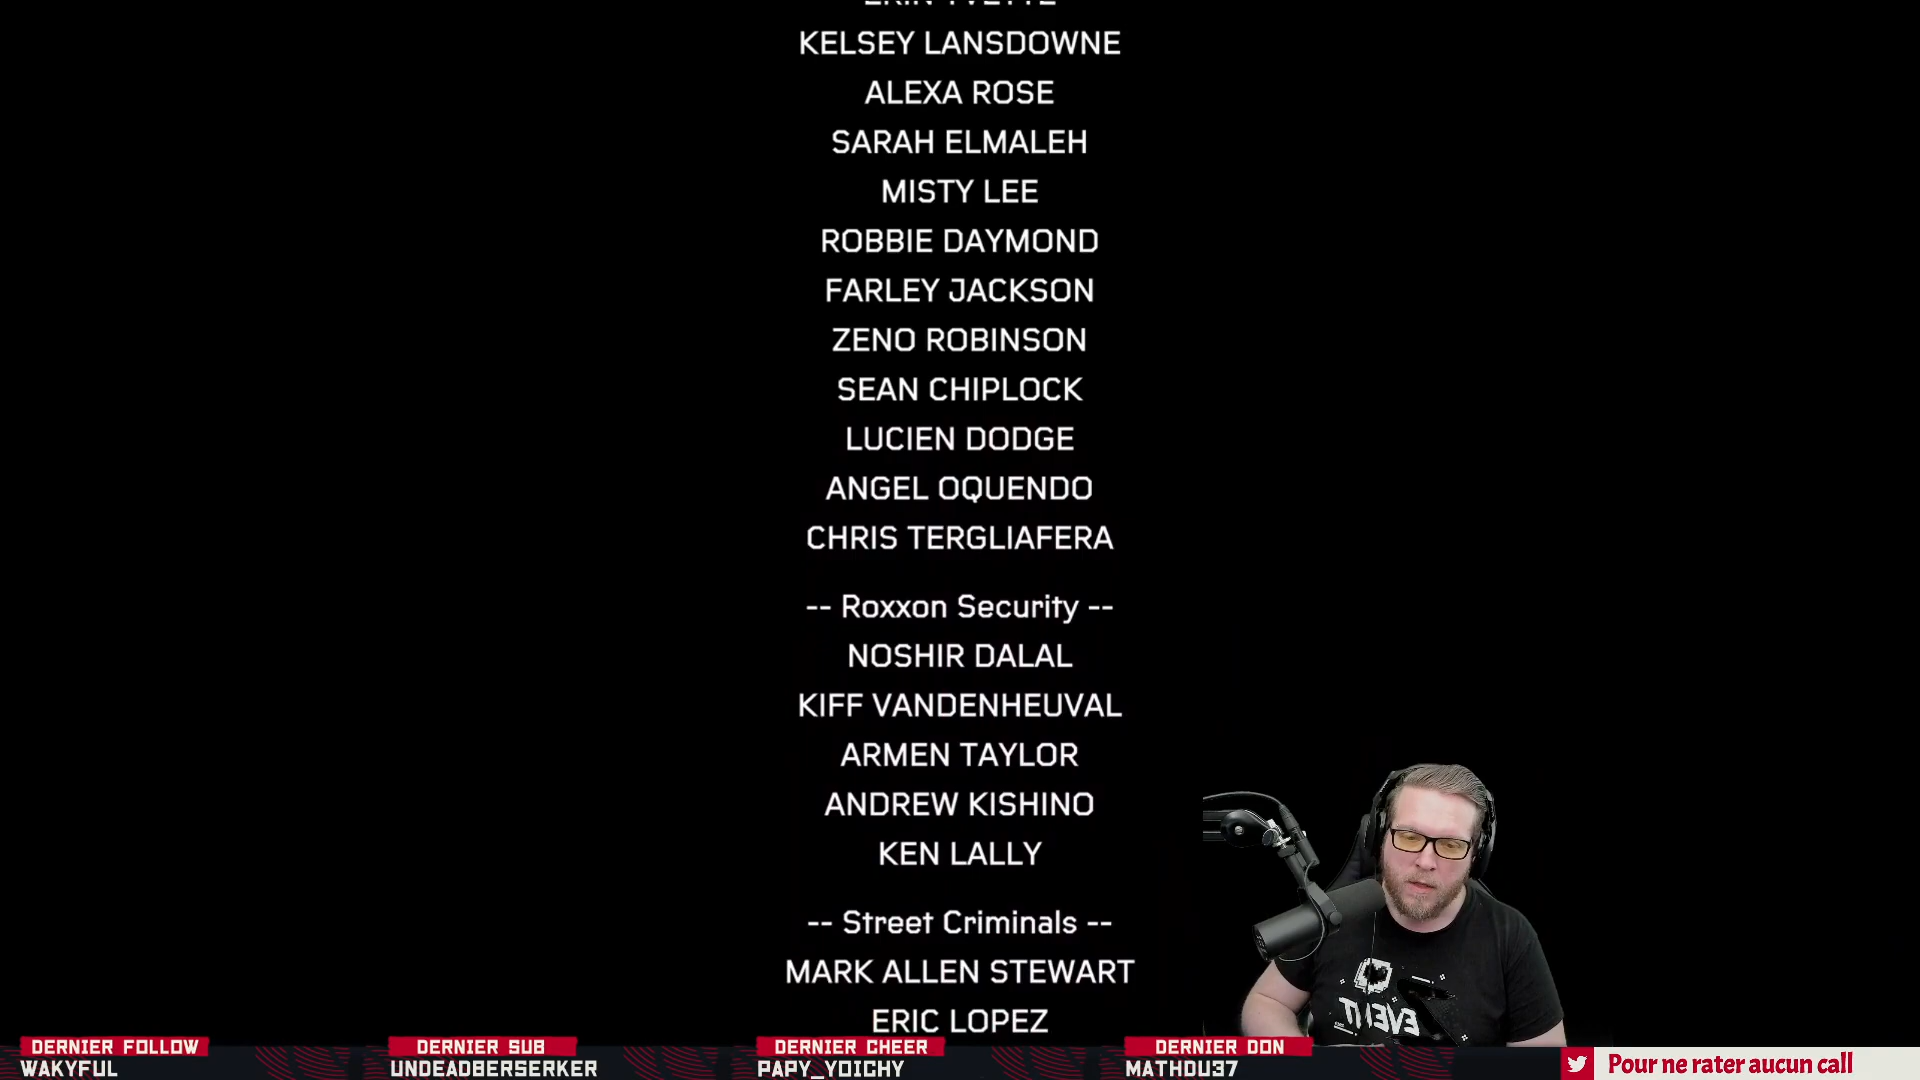 KELSEY LANSDOWNE
ALEXA ROSE
SARAH ELMALEH
MISTY LEE
ROBBIE DAYMOND
FARLEY JACKSON
ZENO ROBINSON
SEAN CHIPLOCK
LUCIEN DODGE
ANGEL OQUENDO
CHRIS TERGLIAFERA
-- Roxxon Security --
NOSHIR DALAL
KIFF VANDENHEUVAL
ARMEN TAYLOR
ANDREW KISHINO
KEN LALLY
-- Street Criminals --
MARK ALLEN STEWART
ERIC LOPEZ
DERNIER FOLLOW
WAKYFUL
DERNIER SUB
UNDEADBERSERKER
DERNIER CHEER
PAPY_YOICHY
DERNIER DON
MATHDU37
Pour ne rater aucun call